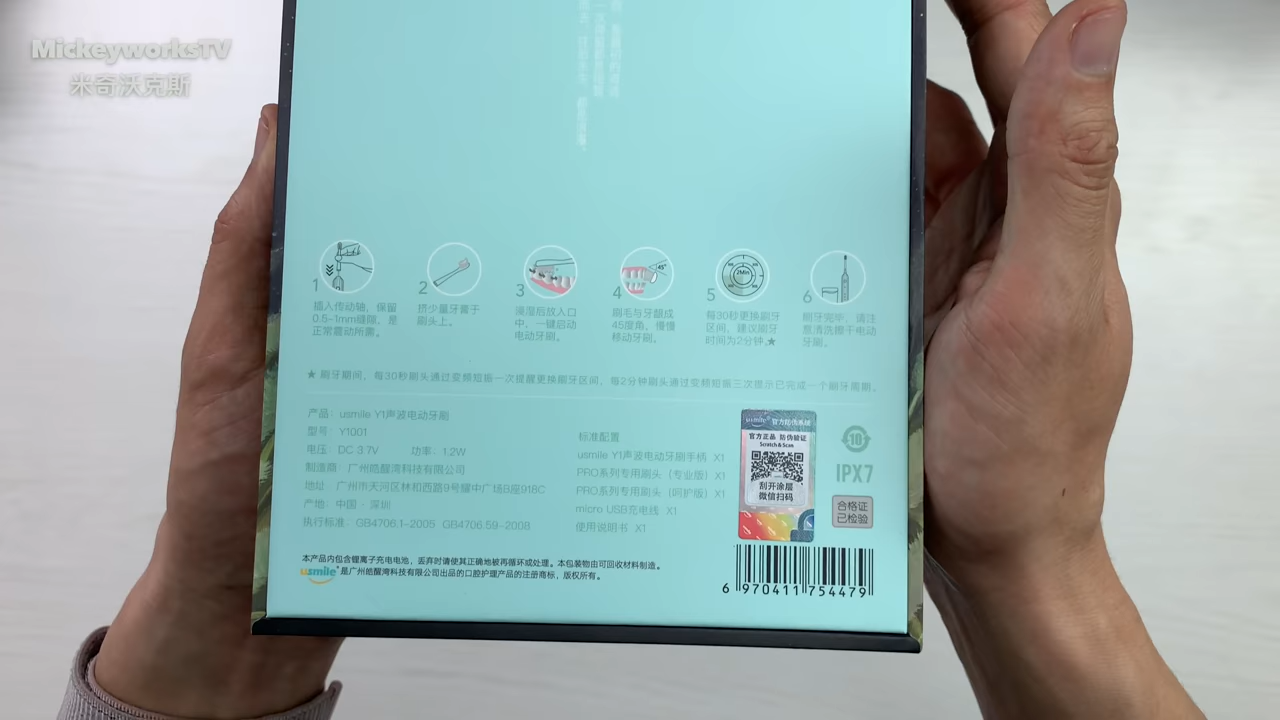 MickeyworksTV
米奇沃克斯
1
插入传动轴，保留
0.5-1mm缝隙，是
正常震动所需。
2
挤少量牙膏于
刷头上。
3
浸湿后放入口
中，一键启动
电动牙刷。
4
45°
刷毛与牙龈成
45度角，慢慢
移动牙刷。
5
2Min
每30秒更换刷牙
区间，建议刷牙
时间为2分钟。★
6
刷牙完毕，请注
意清洗擦干电动
牙刷。
★ 刷牙期间，每30秒刷头通过变频短振一次提醒更换刷牙区间，每2分钟刷头通过变频短振三次提示已完成一个刷牙周期。
产品：usmile Y1声波电动牙刷
型号：Y1001
电压：DC 3.7V 功率：1.2W
制造商：广州皓醒湾科技有限公司
地址：广州市天河区林和西路9号耀中广场B座918C
产地：中国·深圳
执行标准：GB4706.1-2005 GB4706.59-2008
标准配置
usmile Y1声波电动牙刷手柄 X1
PRO系列专用刷头（专业版）X1
PRO系列专用刷头（呵护版）X1
micro USB充电线 X1
使用说明书 X1
usmile 官方防伪系统
官方正品 防伪验证
Scratch & Scan
刮开涂层
微信扫码
10
IPX7
合格证
已检验
本产品内包含锂离子充电电池，丢弃时请使其正确地被再循环或处理。本包装物由可回收材料制造。
usmile®是广州皓醒湾科技有限公司出品的口腔护理产品的注册商标，版权所有。
6 970411 754479